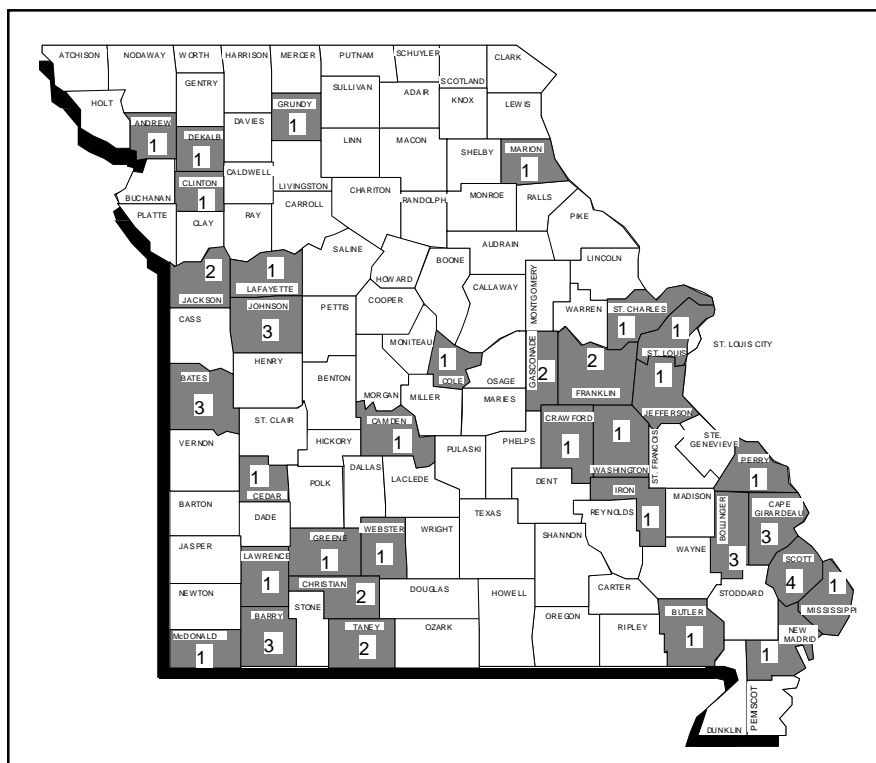 ATCHISON NODAWAY WORTH HARRISON MERCER PUTNAM SCHUYLER
SCOTLAND CLARK
HOLT GENTRY SULLIVAN ADAIR KNOX LEWIS
ANDREW
1
DEKALB
1
DAVIES
GRUNDY
1
LINN MACON SHELBY
MARION
1
BUCHANAN
CLINTON
1
CALDWELL LIVINGSTON CHARITON RANDOLPH MONROE RALLS
PLATTE CLAY RAY CARROLL
PIKE
AUDRAIN
SALINE HOWARD BOONE CALLAWAY MONTGOMERY LINCOLN
2
JACKSON
1
LAFAYETTE
WARREN
ST. CHARLES
1
1
ST. LOUIS
ST. LOUIS CITY
CASS
JOHNSON
3
PETTIS COOPER MONITEAU
1
COLE
OSAGE
GASCONADE
2
2
FRANKLIN
1
JEFFERSON
BATES
3
HENRY BENTON MORGAN MILLER MARIES
ST. CLAIR HICKORY
CAMDEN
1
PULASKI PHELPS
CRAWFORD
1
1
WASHINGTON
ST. FRANCOIS
STE.
GENEVIEVE
PERRY
1
VERNON
1
CEDAR
POLK DALLAS LACLEDE DENT
IRON
1
REYNOLDS MADISON
BOLLINGER
3
CAPE
GIRARDEAU
3
BARTON DADE
GREENE
1
WEBSTER
1
WRIGHT TEXAS SHANNON WAYNE
SCOTT
4
1
MISSISSIPPI
JASPER
LAWRENCE
1
CHRISTIAN
2
DOUGLAS HOWELL CARTER STODDARD
NEWTON
BARRY
3
STONE
TANEY
2
OZARK OREGON RIPLEY
BUTLER
1
NEW
MADRID
1
McDONALD
1
DUNKLIN PEMISCOT